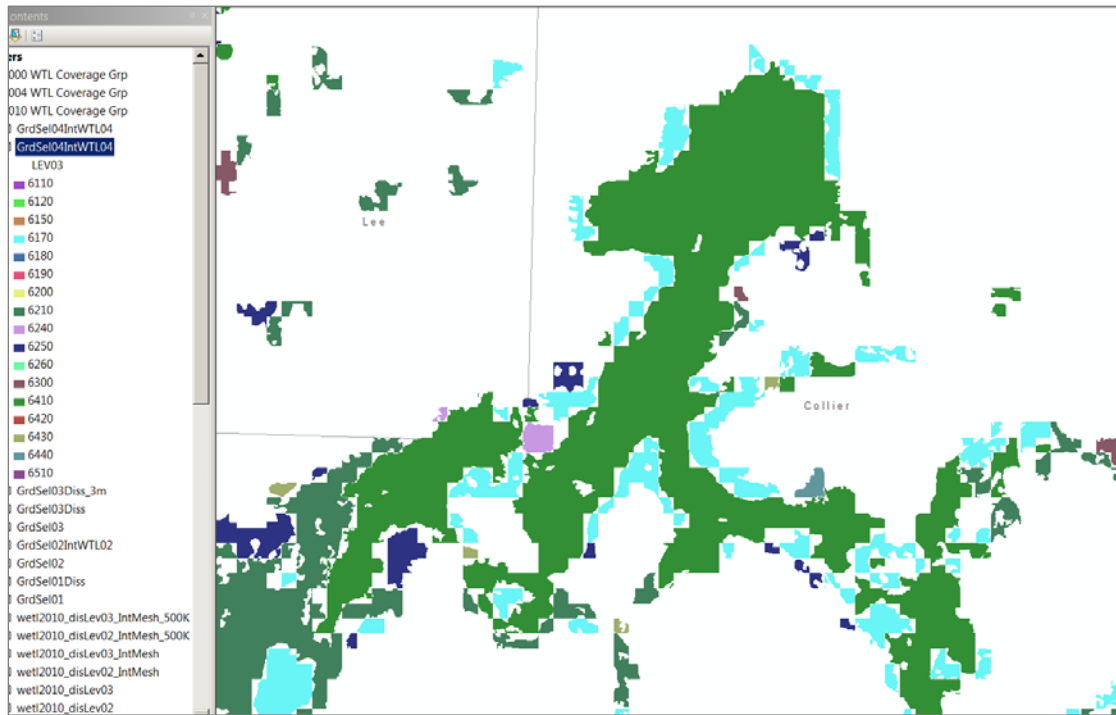 ontents
ers
000 WTL Coverage Grp
004 WTL Coverage Grp
010 WTL Coverage Grp
GrdSel04IntWTL04
GrdSel04IntWTL04
LEV03
6110
6120
6150
6170
6180
6190
6200
6210
6240
6250
6260
6300
6410
6420
6430
6440
6510
GrdSel03Diss_3m
GrdSel03Diss
GrdSel03
GrdSel02IntWTL02
GrdSel02
GrdSel01Diss
GrdSel01
wetl2010_disLev03_IntMesh_500K
wetl2010_disLev02_IntMesh_500K
wetl2010_disLev03_IntMesh
wetl2010_disLev02_IntMesh
wetl2010_disLev03
wetl2010_disLev02
Lee
Collier